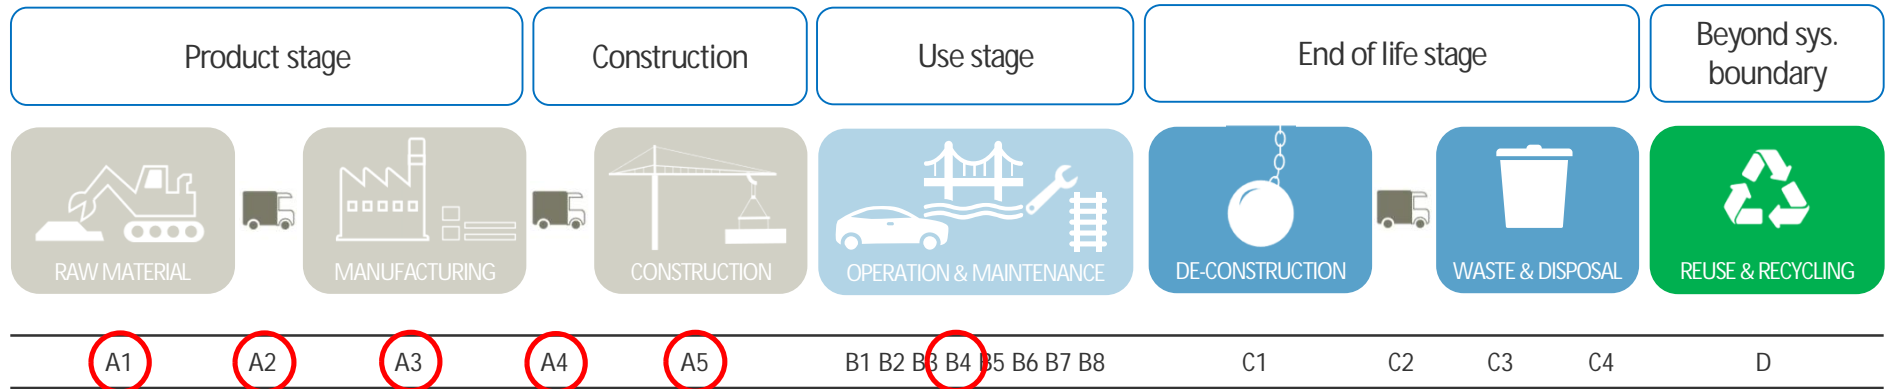 Product stage
Construction
Use stage
End of life stage
Beyond sys.
boundary
RAW MATERIAL
MANUFACTURING
CONSTRUCTION
OPERATION & MAINTENANCE
DE-CONSTRUCTION
WASTE & DISPOSAL
REUSE & RECYCLING
A1 A2 A3 A4 A5 B1 B2 B3 B4 B5 B6 B7 B8 C1 C2 C3 C4 D